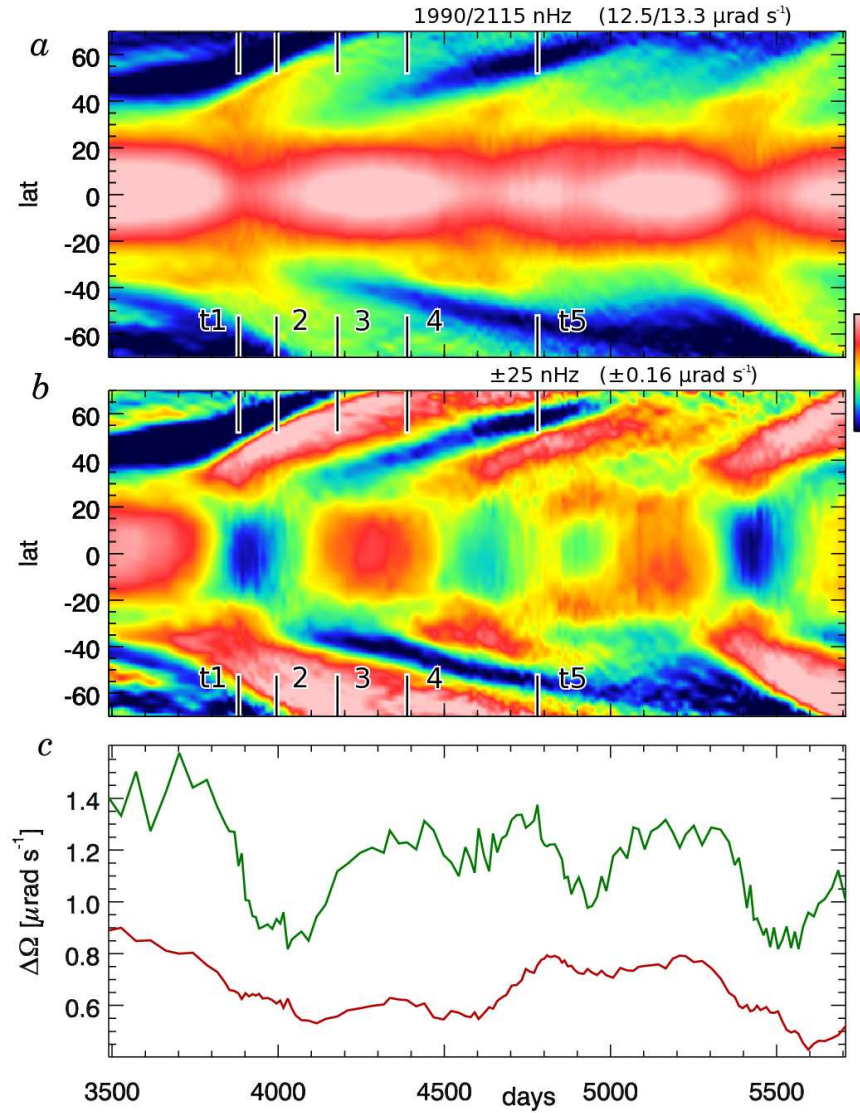 1990/2115 nHz (12.5/13.3 μrad s⁻¹)
a
60
40
20
0
-20
-40
-60
lat
t1 2 3 4 t5
±25 nHz (±0.16 μrad s⁻¹)
b
60
40
20
0
-20
-40
-60
lat
t1 2 3 4 t5
c
1.4
1.2
1.0
0.8
0.6
ΔΩ [μrad s⁻¹]
3500 4000 4500 days 5000 5500